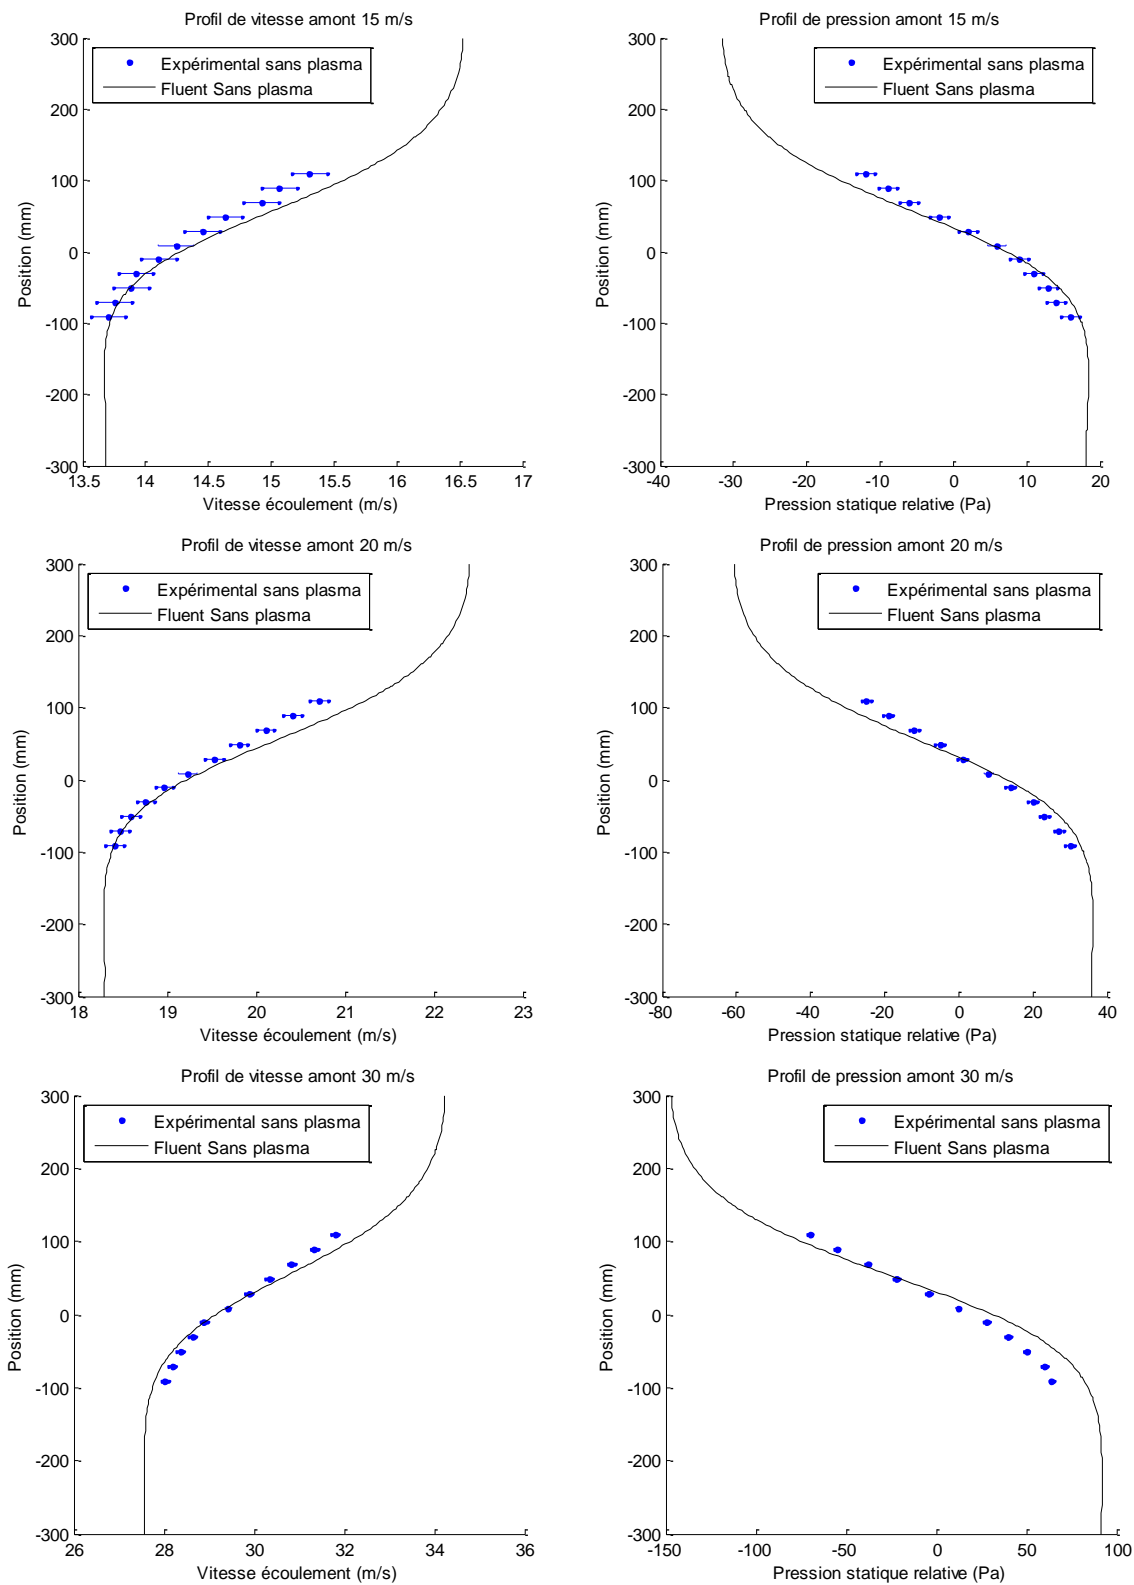 Profil de vitesse amont 15 m/s
300
200
100
0
-100
-200
-300
Position (mm)
Expérimental sans plasma
Fluent Sans plasma
13.5 14 14.5 15 15.5 16 16.5 17
Vitesse écoulement (m/s)
Profil de pression amont 15 m/s
300
200
100
0
-100
-200
-300
Position (mm)
Expérimental sans plasma
Fluent Sans plasma
-40 -30 -20 -10 0 10 20
Pression statique relative (Pa)
Profil de vitesse amont 20 m/s
300
200
100
0
-100
-200
-300
Position (mm)
Expérimental sans plasma
Fluent Sans plasma
18 19 20 21 22 23
Vitesse écoulement (m/s)
Profil de pression amont 20 m/s
300
200
100
0
-100
-200
-300
Position (mm)
Expérimental sans plasma
Fluent Sans plasma
-80 -60 -40 -20 0 20 40
Pression statique relative (Pa)
Profil de vitesse amont 30 m/s
300
200
100
0
-100
-200
-300
Position (mm)
Expérimental sans plasma
Fluent Sans plasma
26 28 30 32 34 36
Vitesse écoulement (m/s)
Profil de pression amont 30 m/s
300
200
100
0
-100
-200
-300
Position (mm)
Expérimental sans plasma
Fluent Sans plasma
-150 -100 -50 0 50 100
Pression statique relative (Pa)